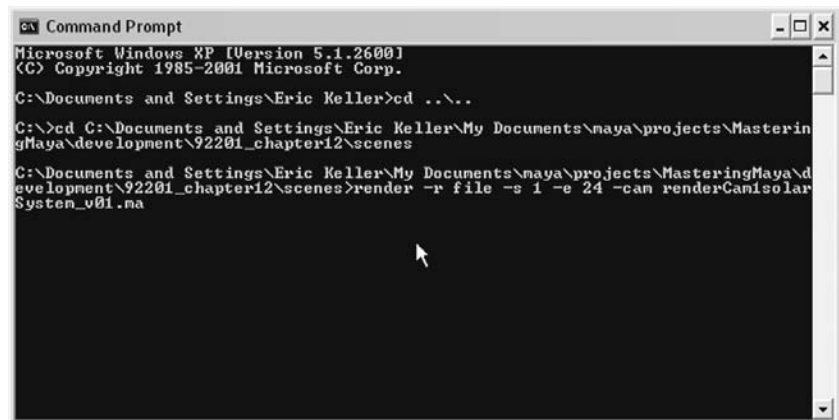 Command Prompt
Microsoft Windows XP [Version 5.1.2600]
(C) Copyright 1985-2001 Microsoft Corp.
C:\Documents and Settings\Eric Keller>cd ..\..
C:\>cd C:\Documents and Settings\Eric Keller\My Documents\maya\projects\Masterin
gMaya\development\92201_chapter12\scenes
C:\Documents and Settings\Eric Keller\My Documents\maya\projects\MasteringMaya\d
evelopment\92201_chapter12\scenes>render -r file -s 1 -e 24 -cam renderCam1solar
System_v01.ma